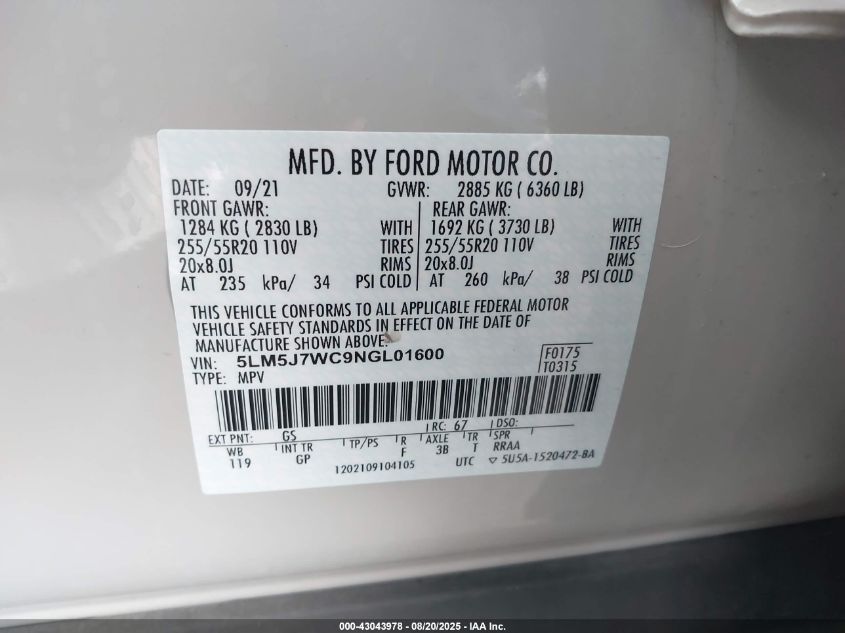 MFD. BY FORD MOTOR CO.
DATE: 09/21 GVWR: 2885 KG ( 6360 LB)
FRONT GAWR: REAR GAWR:
1284 KG ( 2830 LB) WITH 1692 KG ( 3730 LB) WITH
255/55R20 110V TIRES 255/55R20 110V TIRES
20x8.0J RIMS 20x8.0J RIMS
AT 235 kPa/ 34 PSI COLD AT 260 kPa/ 38 PSI COLD
THIS VEHICLE CONFORMS TO ALL APPLICABLE FEDERAL MOTOR
VEHICLE SAFETY STANDARDS IN EFFECT ON THE DATE OF
MANUFACTURE SHOWN ABOVE.
VIN: 5LM5J7WC9NGL01600 F0175
TYPE: MPV T0315
EXT PNT: GS RC: 67 DSO:
WB INT TR TP/PS R AXLE TR SPR
119 GP F 3B T RRAA
1202109104105 UTC ▽ 5U5A-1520472-BA
000-43043978 - 08/20/2025 - IAA Inc.